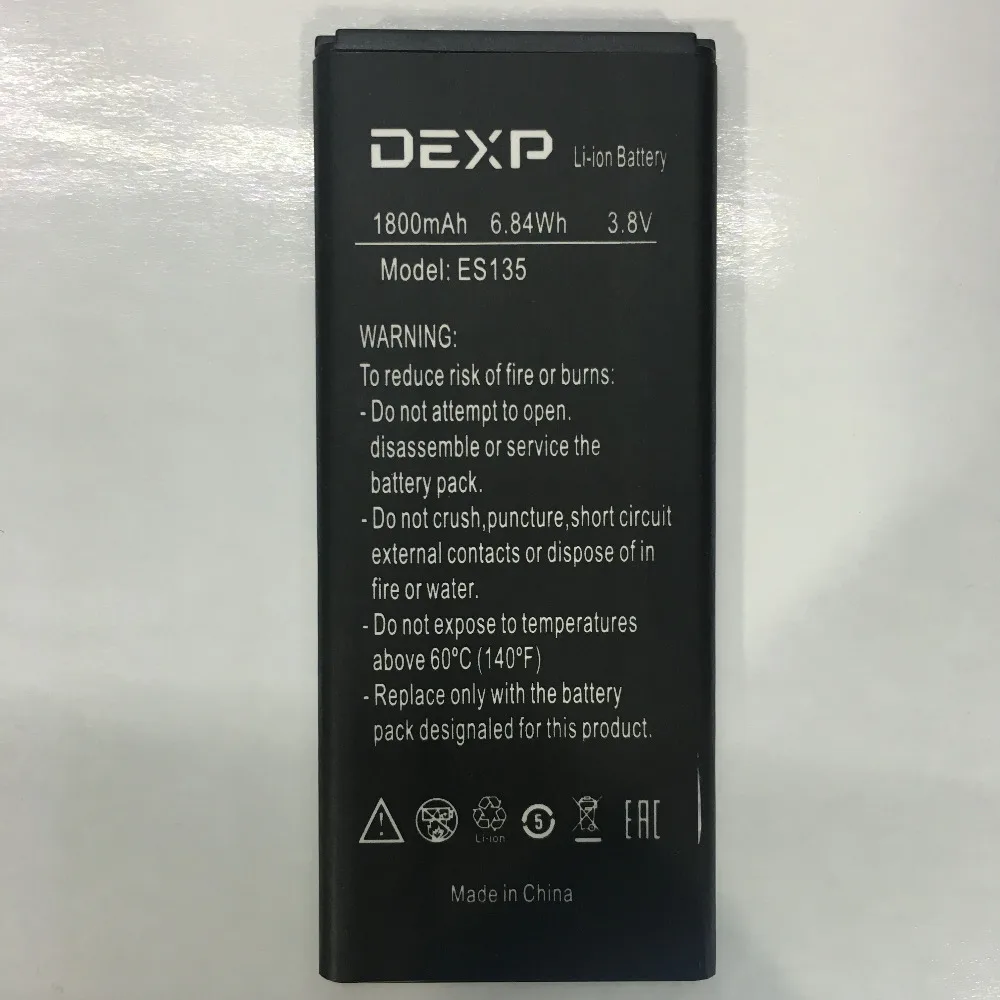 DEXP Li-ion Battery
1800mAh 6.84Wh 3.8V
Model: ES135
WARNING:
To reduce risk of fire or burns:
- Do not attempt to open.
disassemble or service the
battery pack.
- Do not crush,puncture,short circuit
external contacts or dispose of in
fire or water.
- Do not expose to temperatures
above 60ºC (140ºF)
- Replace only with the battery
pack designaled for this product.
Li-ion
5
EAC
Made in China